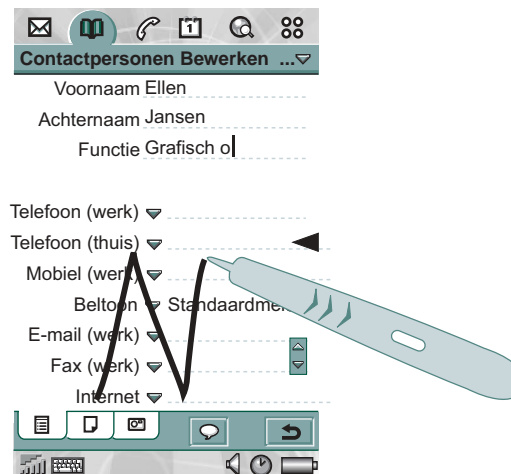 Contactpersonen Bewerken ...
Voornaam Ellen
Achternaam Jansen
Functie Grafisch o
Telefoon (werk)
Telefoon (thuis)
Mobiel (werk)
Beltoon Standaardme
E-mail (werk)
Fax (werk)
Internet